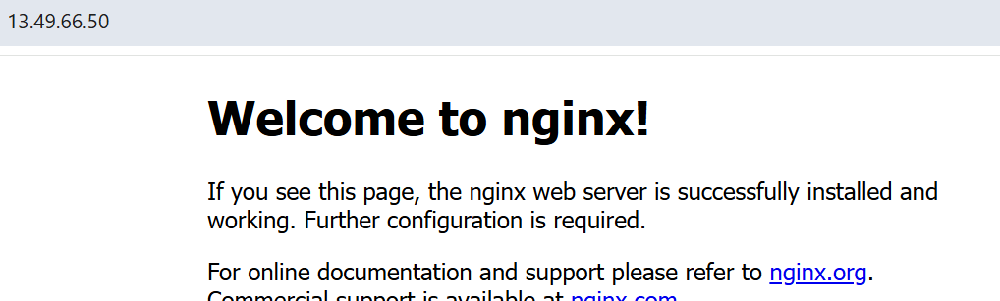 13.49.66.50
Welcome to nginx!
If you see this page, the nginx web server is successfully installed and
working. Further configuration is required.
For online documentation and support please refer to nginx.org.
Commercial support is available at nginx.com